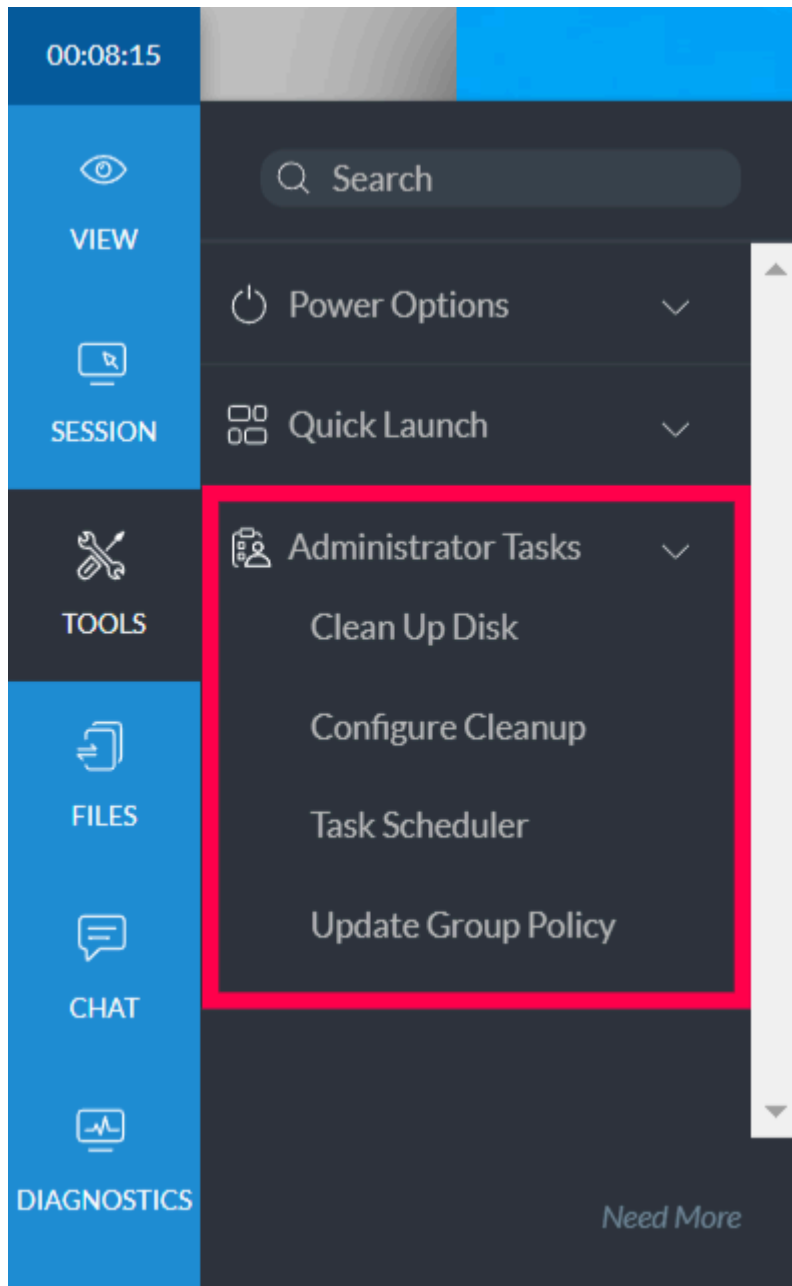 00:08:15
VIEW
SESSION
TOOLS
FILES
CHAT
DIAGNOSTICS
Search
Power Options
Quick Launch
Administrator Tasks
Clean Up Disk
Configure Cleanup
Task Scheduler
Update Group Policy
Need More